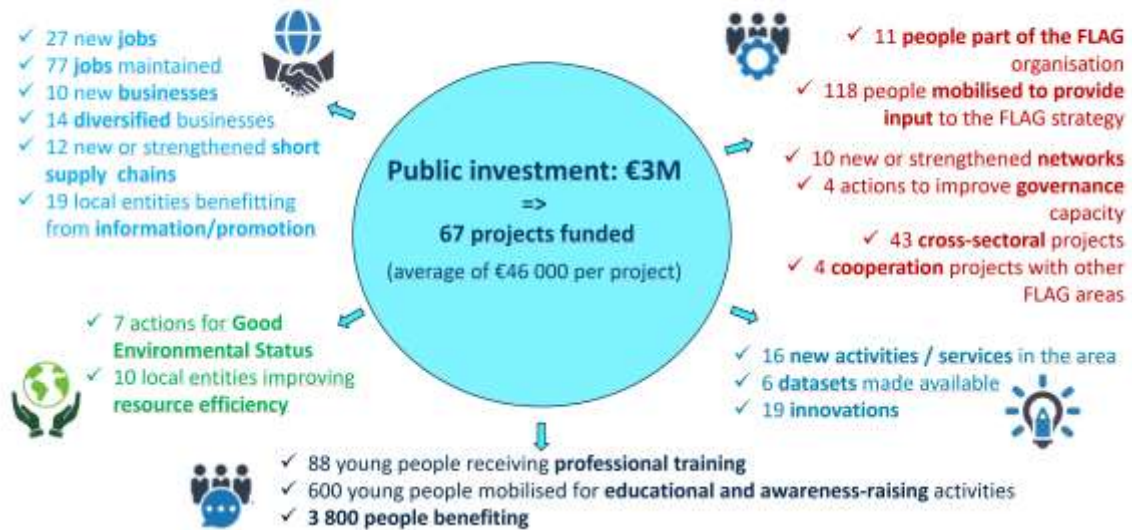 ✓ 27 new jobs
✓ 77 jobs maintained
✓ 10 new businesses
✓ 14 diversified businesses
✓ 12 new or strengthened short
supply chains
✓ 19 local entities benefitting
from information/promotion
Public investment: €3M
=>
67 projects funded
(average of €46 000 per project)
✓ 11 people part of the FLAG
organisation
✓ 118 people mobilised to provide
input to the FLAG strategy
✓ 10 new or strengthened networks
✓ 4 actions to improve governance
capacity
✓ 43 cross-sectoral projects
✓ 4 cooperation projects with other
FLAG areas
✓ 7 actions for Good
Environmental Status
✓ 10 local entities improving
resource efficiency
✓ 16 new activities / services in the area
✓ 6 datasets made available
✓ 19 innovations
✓ 88 young people receiving professional training
✓ 600 young people mobilised for educational and awareness-raising activities
✓ 3 800 people benefiting